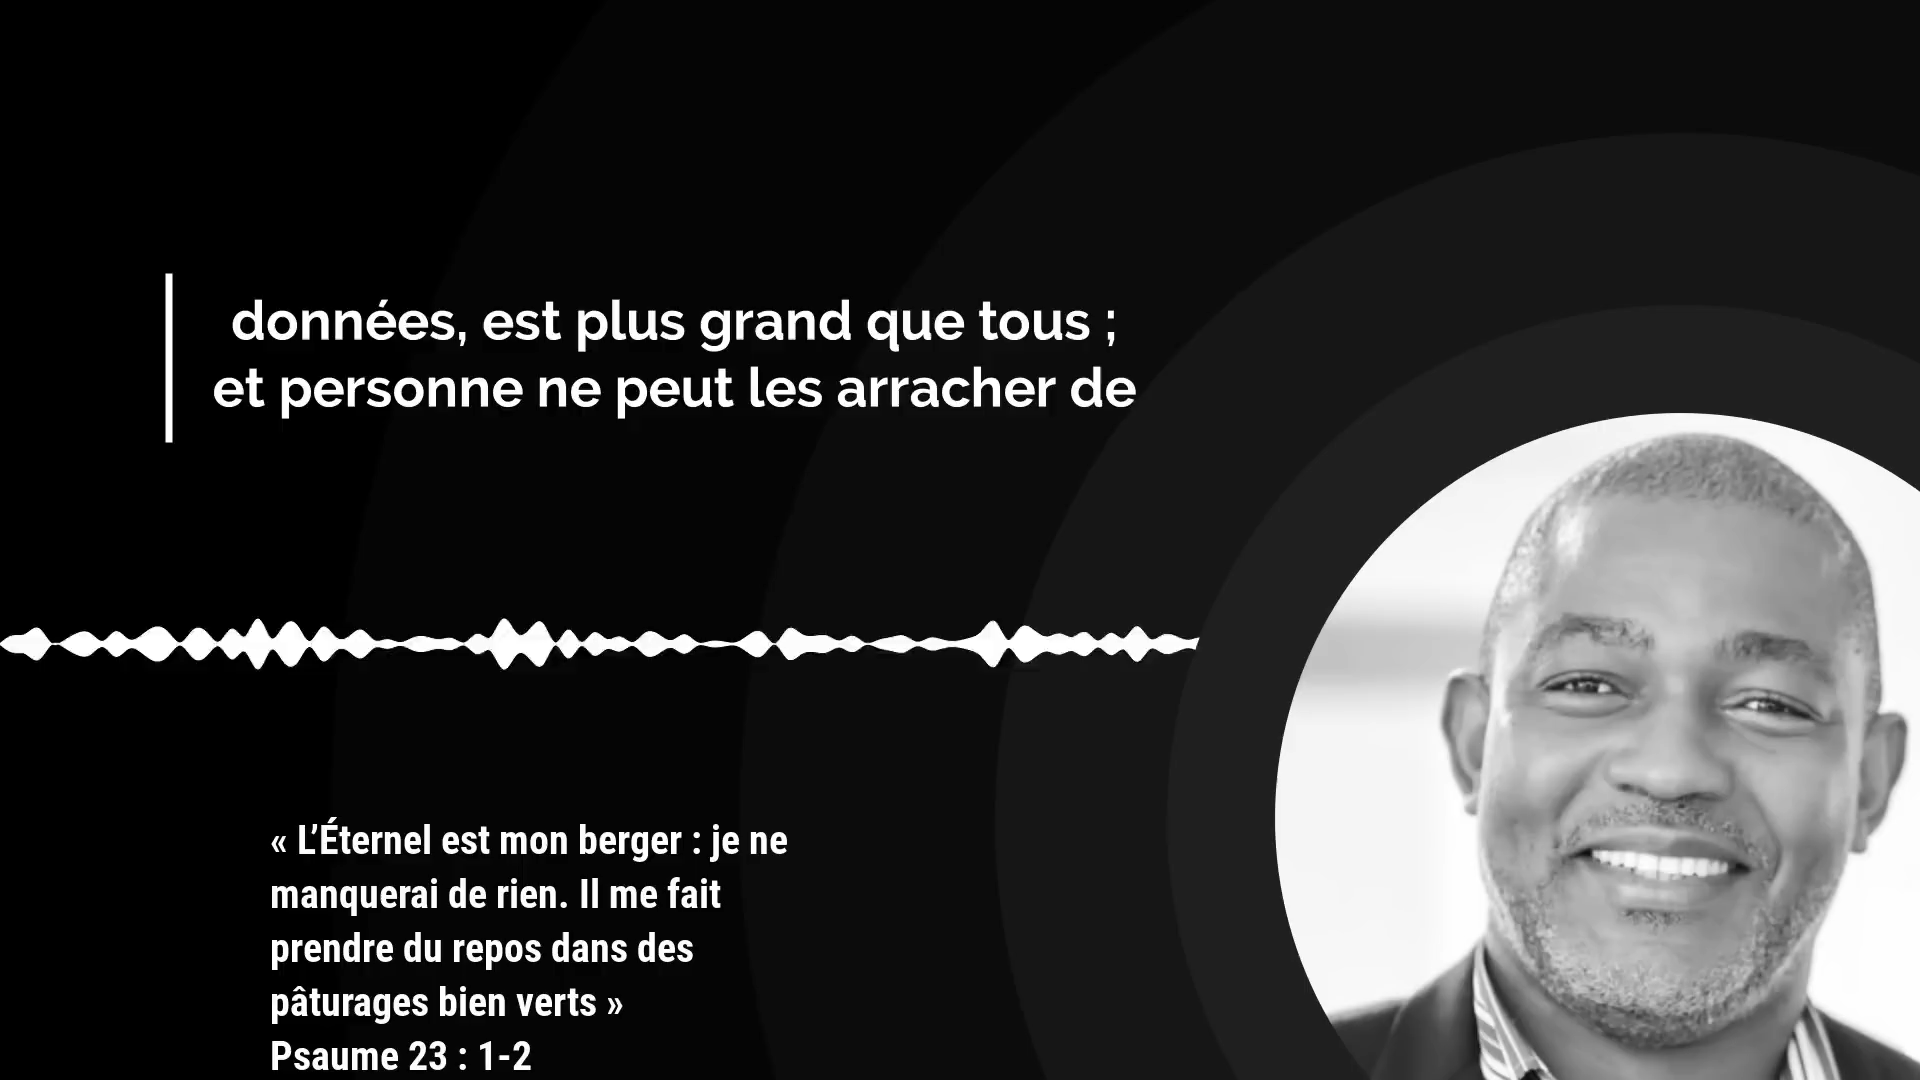 données, est plus grand que tous ;
et personne ne peut les arracher de
« L’Éternel est mon berger : je ne
manquerai de rien. Il me fait
prendre du repos dans des
pâturages bien verts »
Psaume 23 : 1-2